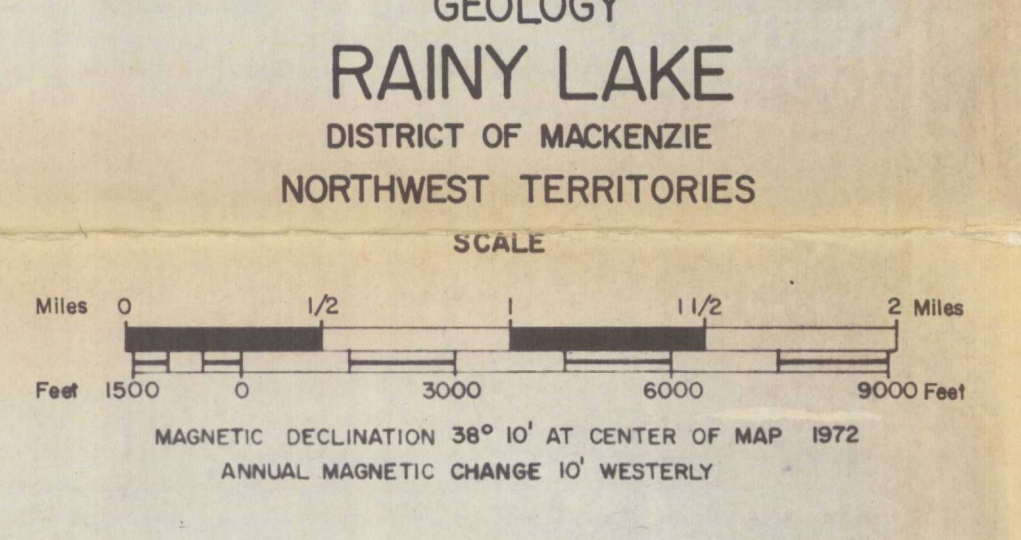 GEOLOGY
RAINY LAKE
DISTRICT OF MACKENZIE
NORTHWEST TERRITORIES
SCALE
Miles 0 1/2 1 1 1/2 2 Miles
Feet 1500 0 3000 6000 9000 Feet
MAGNETIC DECLINATION 38° 10' AT CENTER OF MAP 1972
ANNUAL MAGNETIC CHANGE 10' WESTERLY